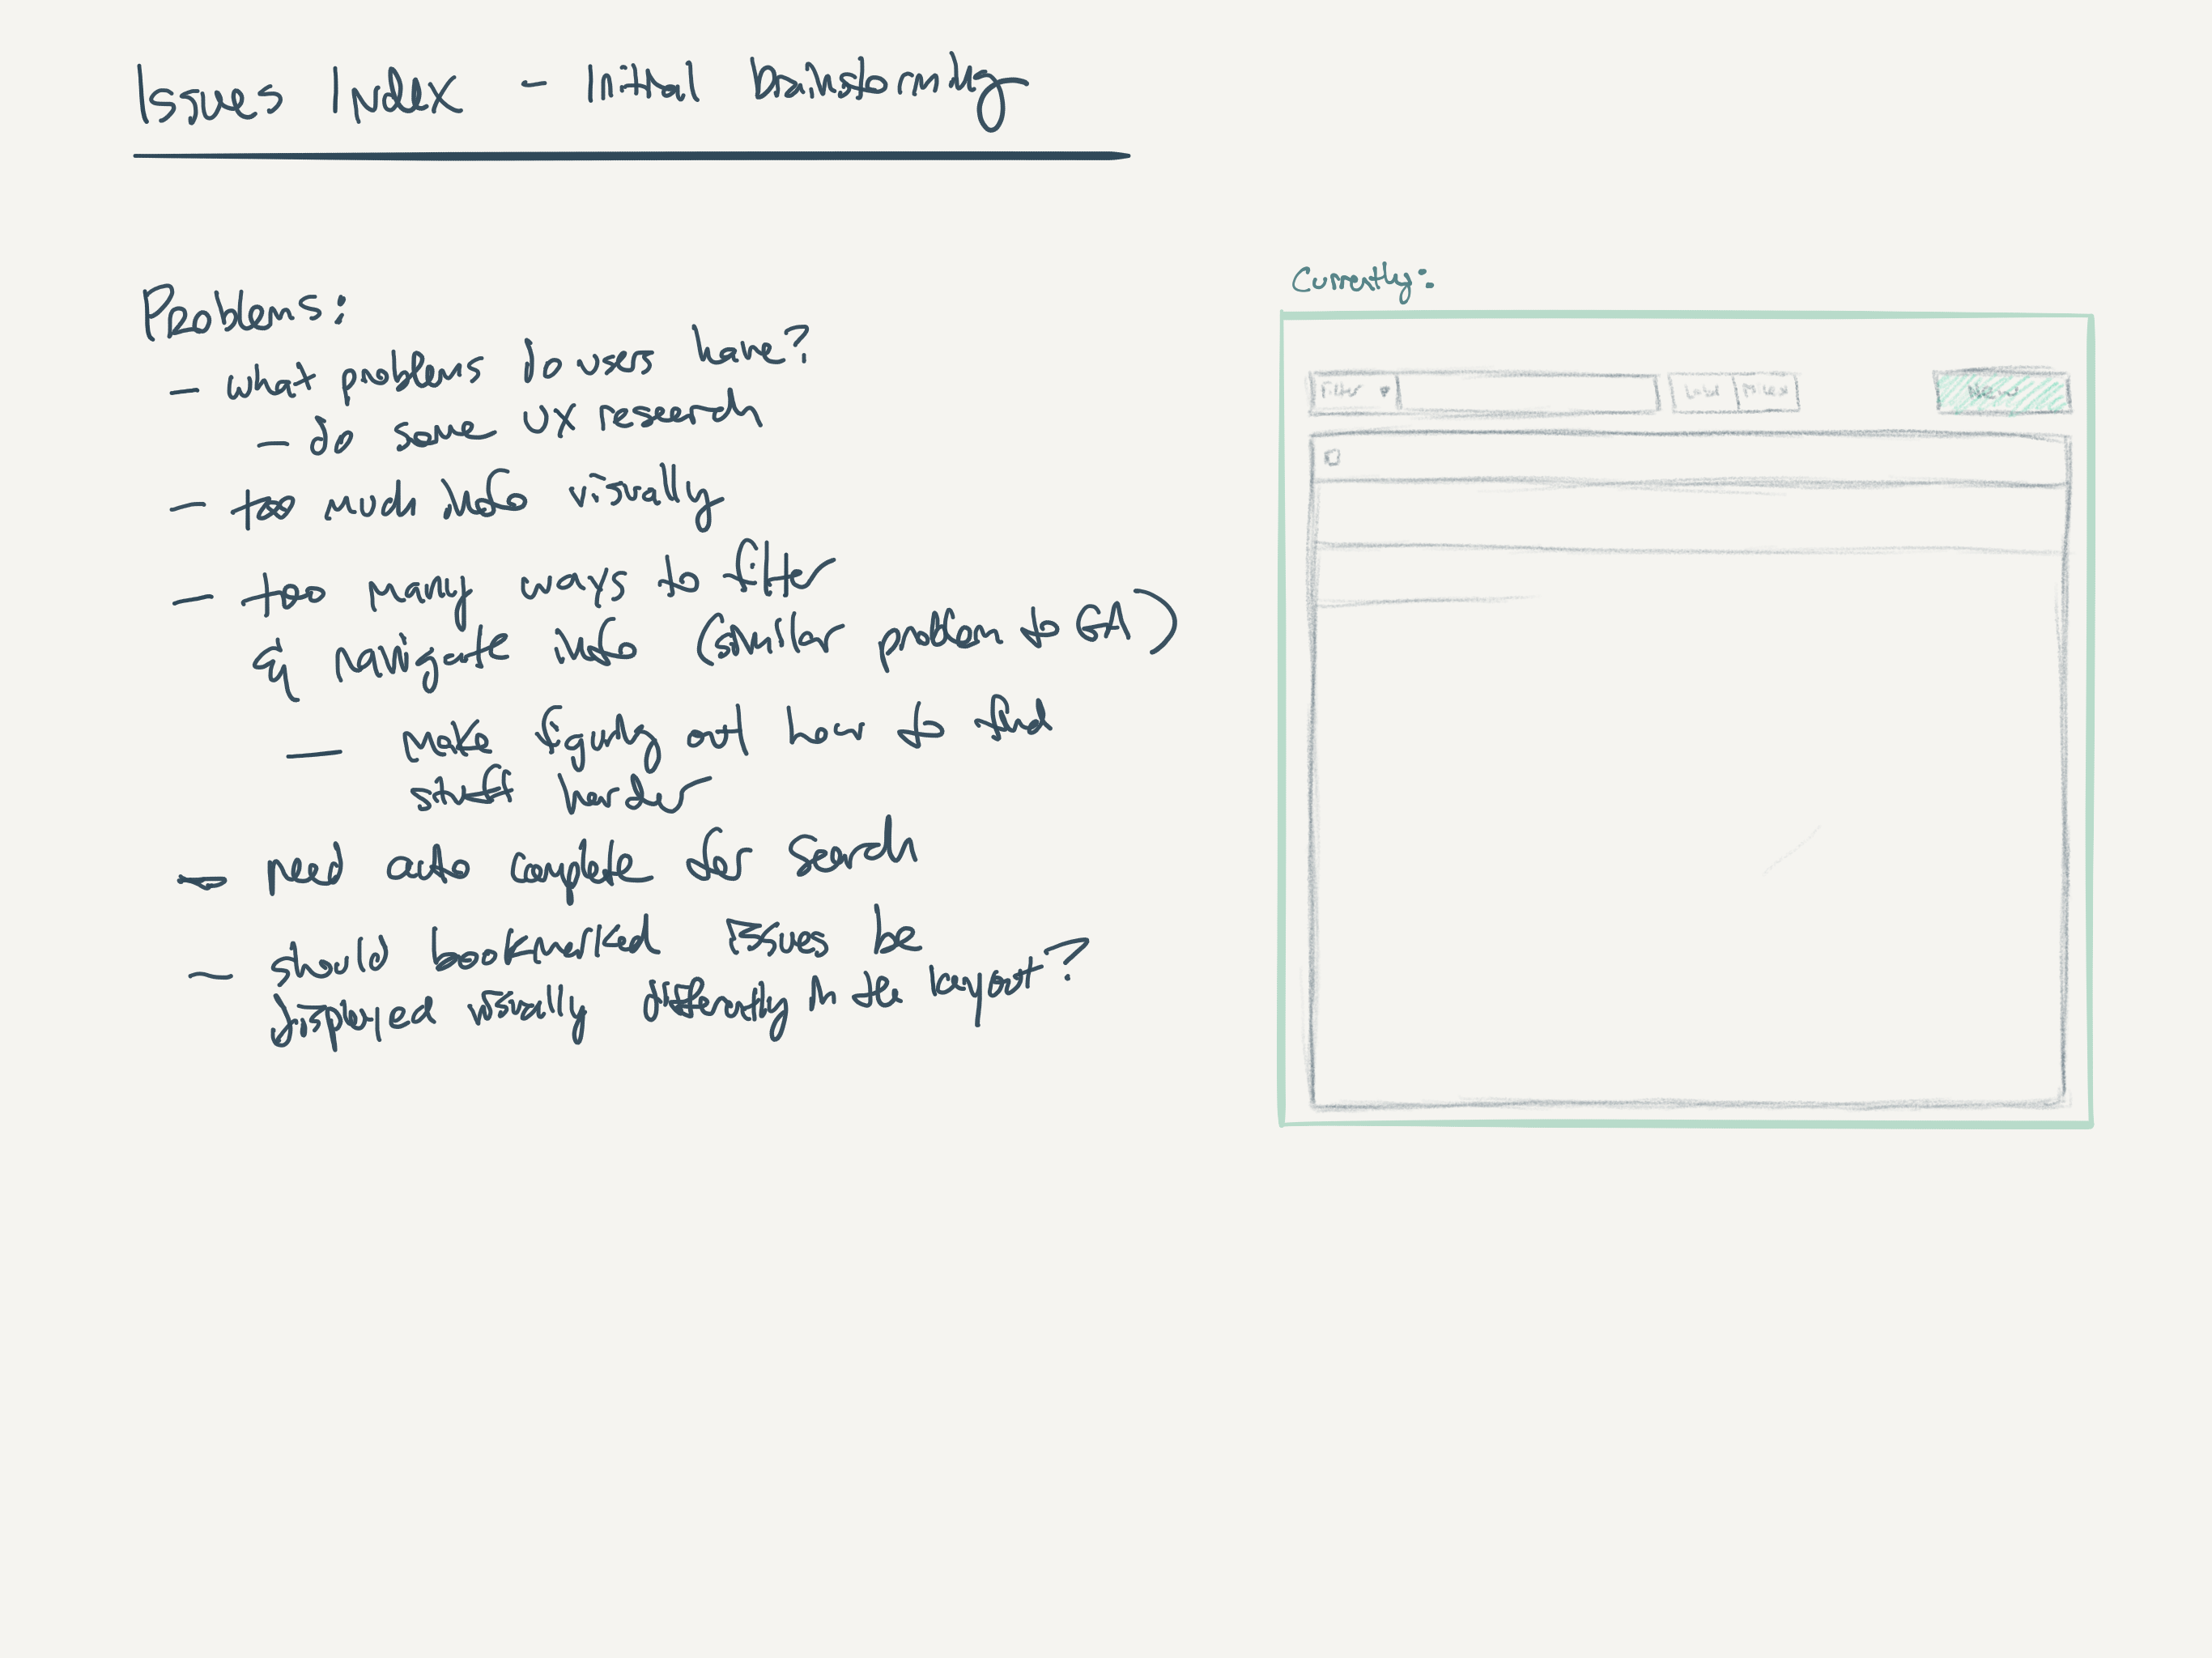 Issues Index - Initial brainstorming
Problems:
- what problems do users have?
- do some UX research
- too much info visually
- too many ways to filter
& navigate info (similar problem to GA)
- make figuring out how to find
stuff harder
- need auto complete for search
- should bookmarked issues be
displayed visually differently in the layout?
Currently:
Filter Label New